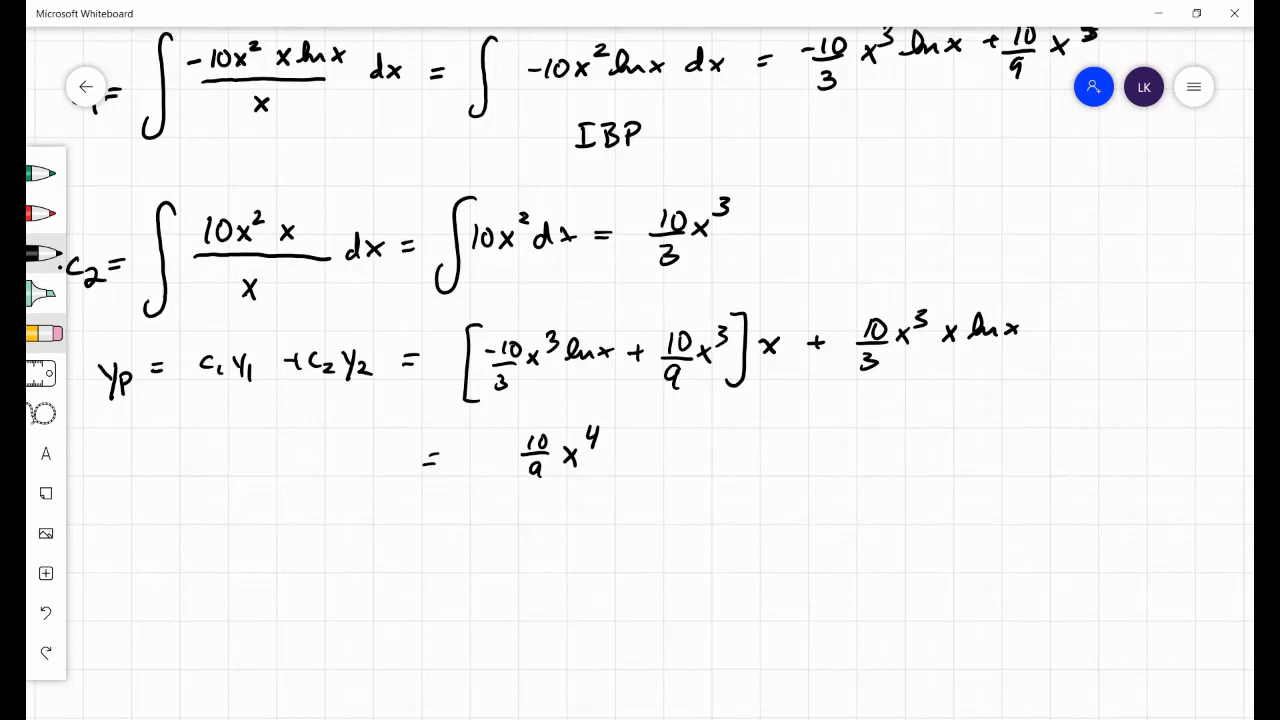 Microsoft Whiteboard
= ∫ -10x² x ln x / x dx = ∫ -10x² ln x dx = -10/3 x³ ln x + 10/9 x³
LK
IBP
c₂ = ∫ 10x² x / x dx = ∫ 10x² dx = 10/3 x³
yp = c₁y₁ + c₂y₂ = [-10/3 x³ ln x + 10/9 x³] x + 10/3 x³ x ln x
= 10/9 x⁴
A